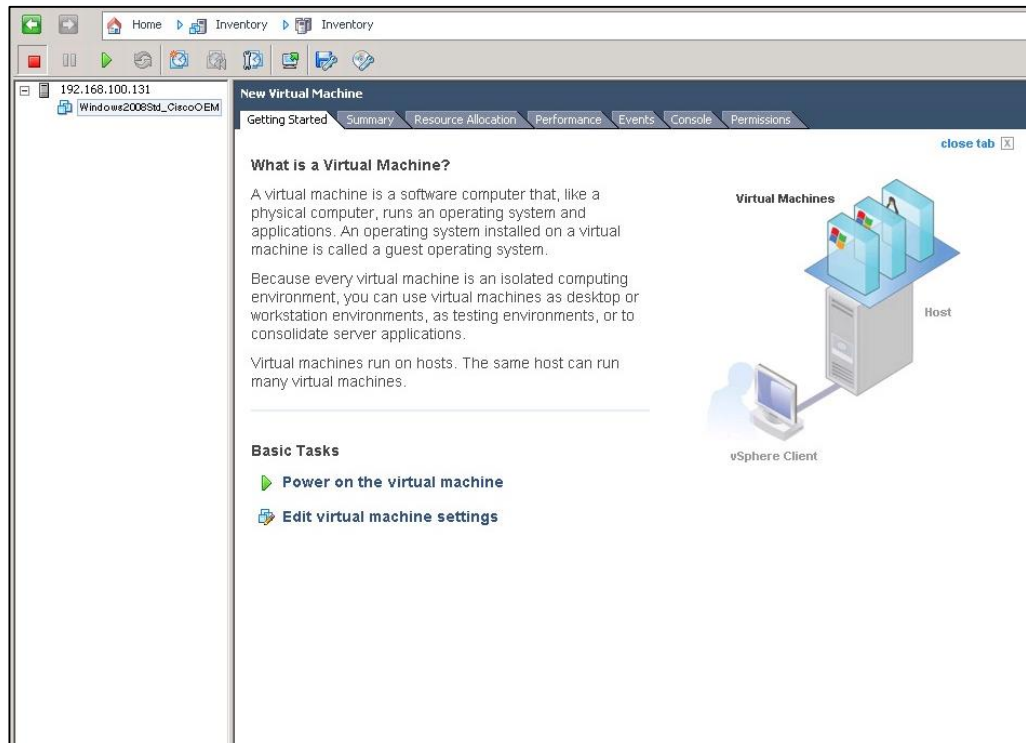 Home Inventory Inventory
192.168.100.131
Windows2008Std_CiscoOEM
New Virtual Machine
Getting Started Summary Resource Allocation Performance Events Console Permissions
close tab X
What is a Virtual Machine?
A virtual machine is a software computer that, like a
physical computer, runs an operating system and
applications. An operating system installed on a virtual
machine is called a guest operating system.
Because every virtual machine is an isolated computing
environment, you can use virtual machines as desktop or
workstation environments, as testing environments, or to
consolidate server applications.
Virtual machines run on hosts. The same host can run
many virtual machines.
Virtual Machines
Host
vSphere Client
Basic Tasks
Power on the virtual machine
Edit virtual machine settings